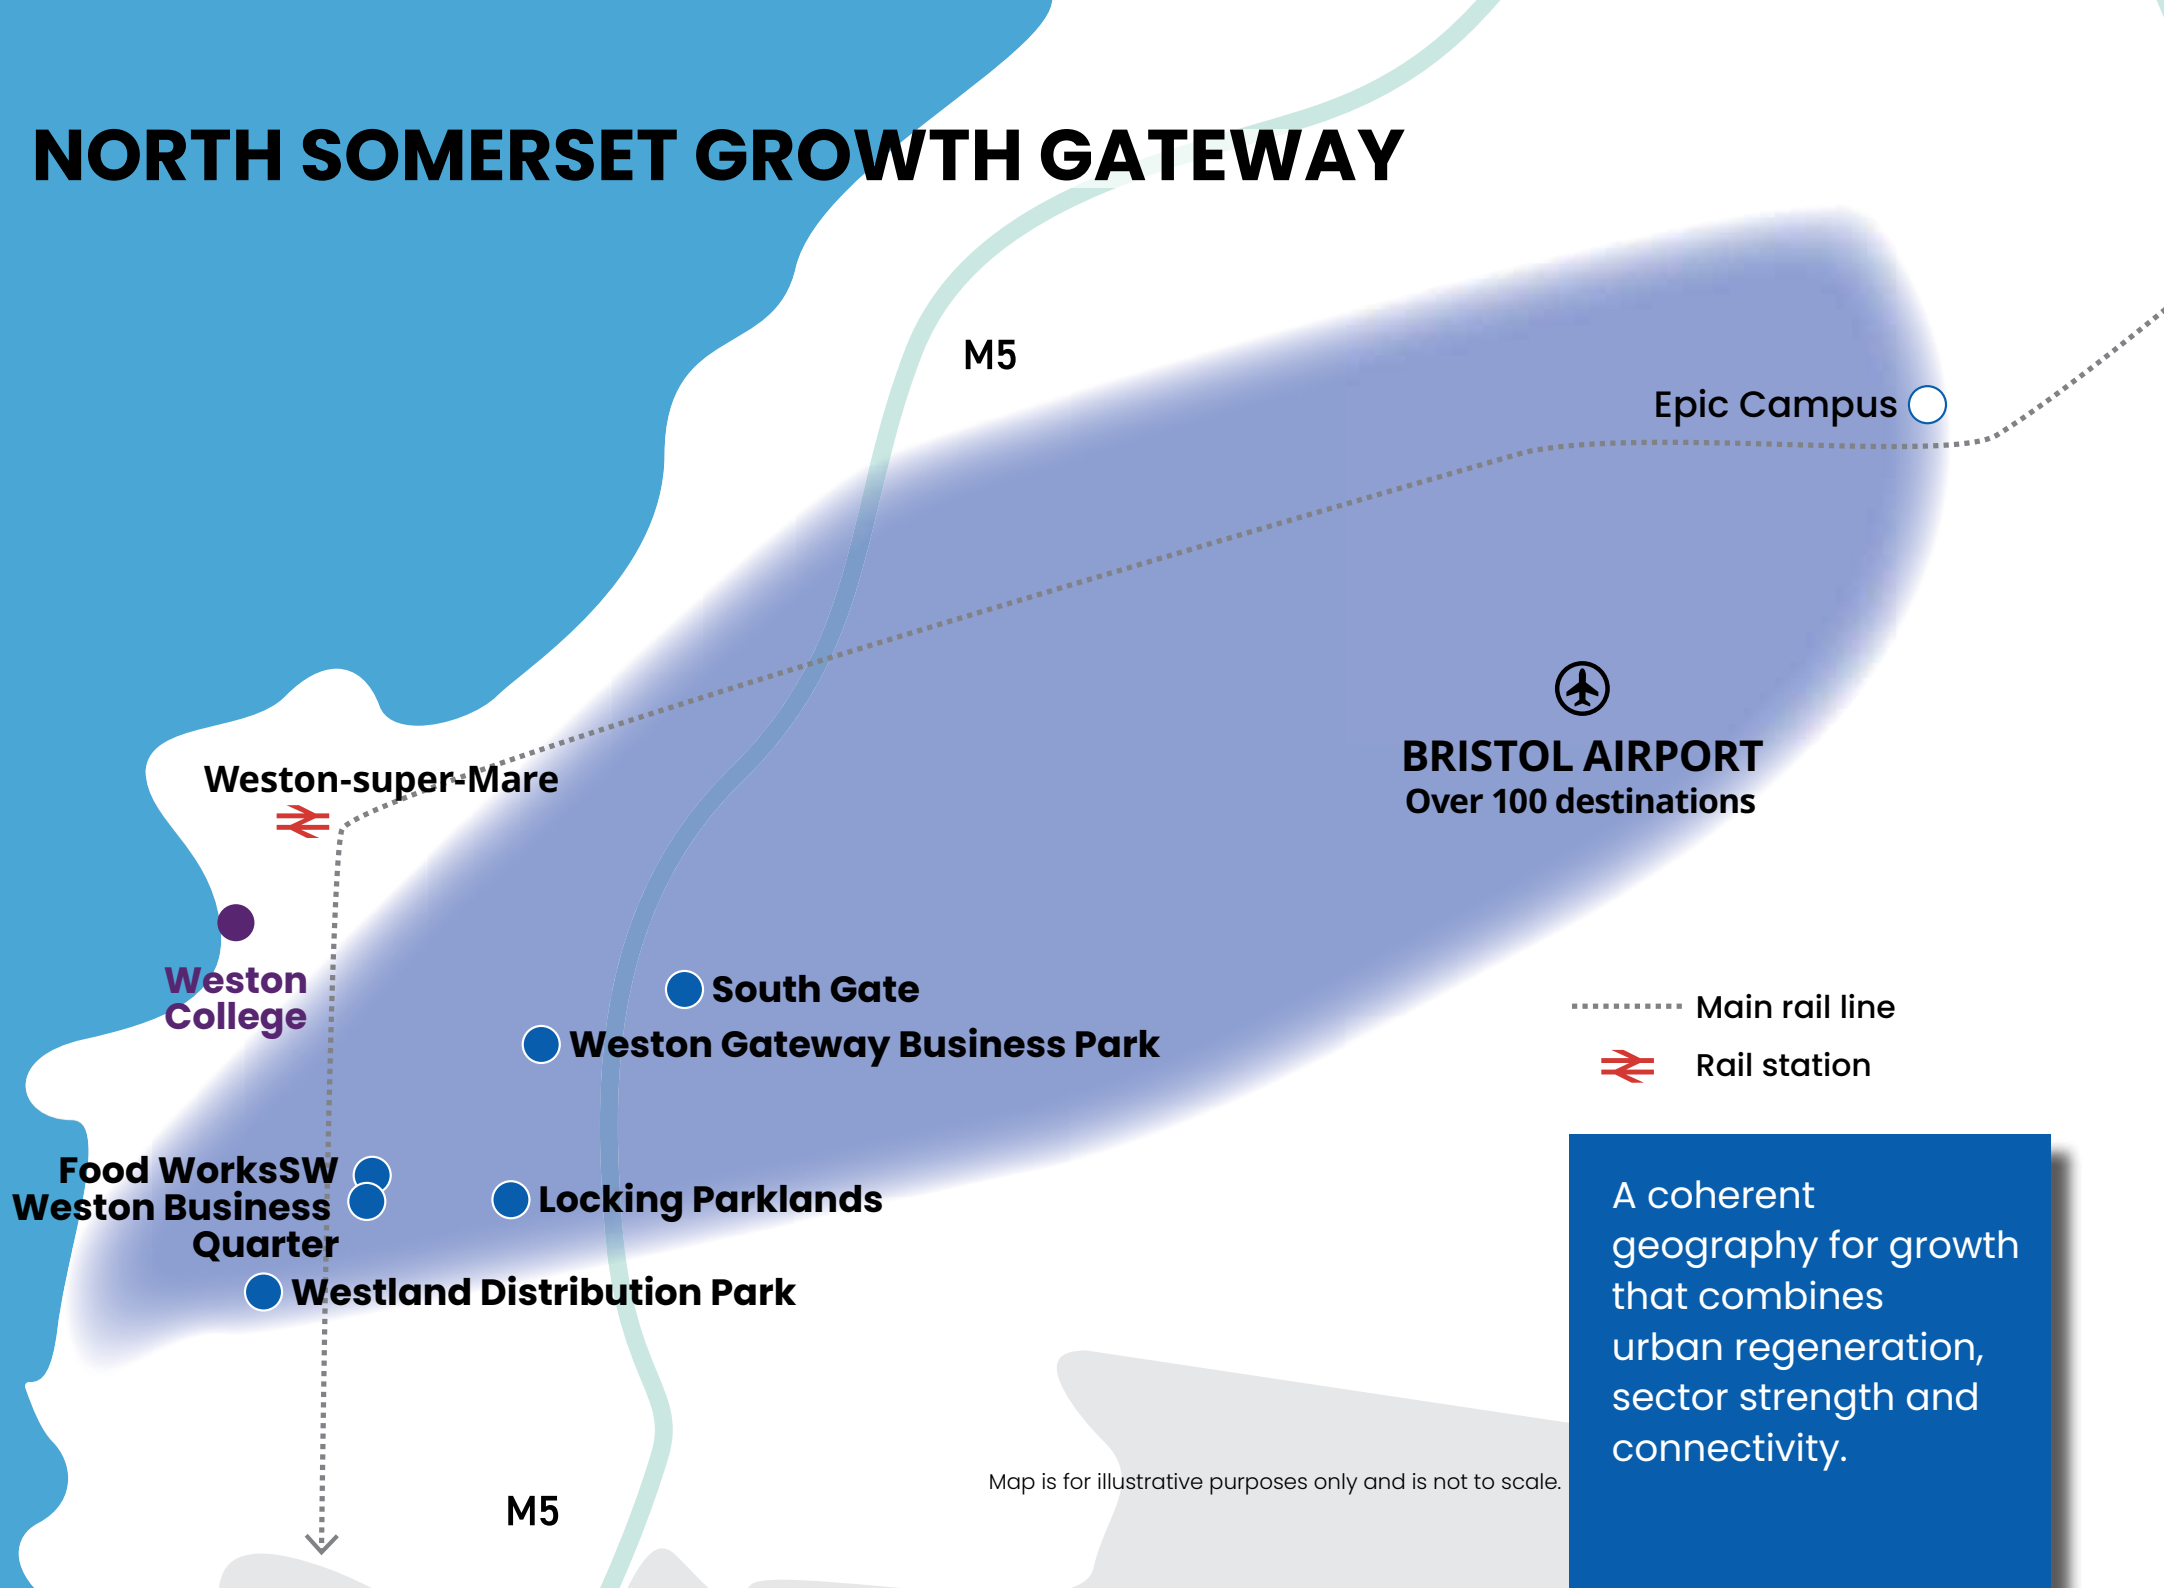 NORTH SOMERSET GROWTH GATEWAY
M5
Epic Campus
BRISTOL AIRPORT
Over 100 destinations
Weston-super-Mare
Weston
College
South Gate
Weston Gateway Business Park
Food WorksSW
Weston Business
Quarter
Locking Parklands
Westland Distribution Park
M5
Main rail line
Rail station
A coherent
geography for growth
that combines
urban regeneration,
sector strength and
connectivity.
Map is for illustrative purposes only and is not to scale.